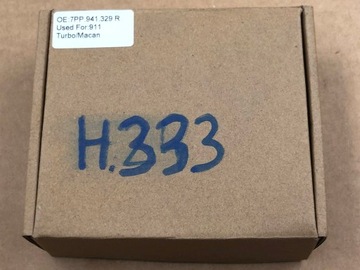 OE 7PP.941.329 R
Used For:911
Turbo/Macan
H.333